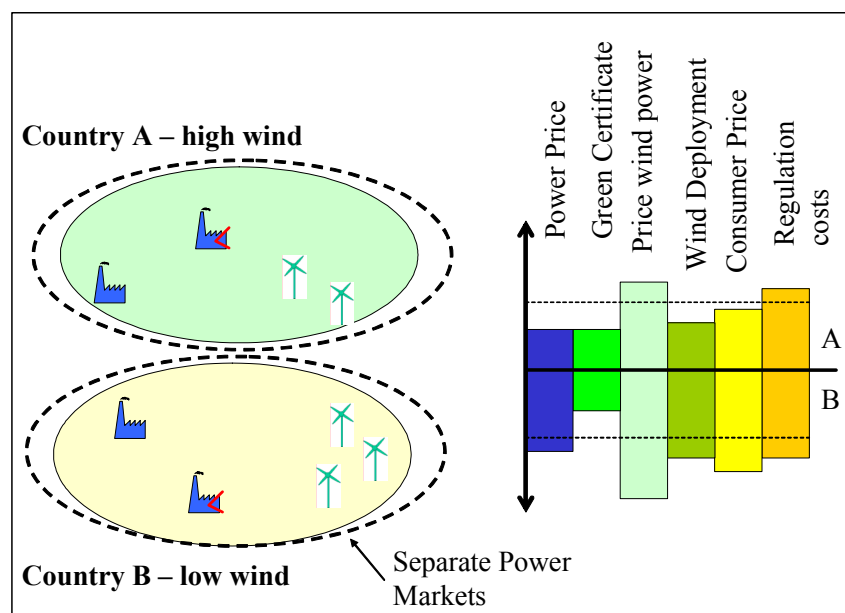 Country A – high wind
Country B – low wind
Separate Power
Markets
Power Price
Green Certificate
Price wind power
Wind Deployment
Consumer Price
Regulation
costs
A
B